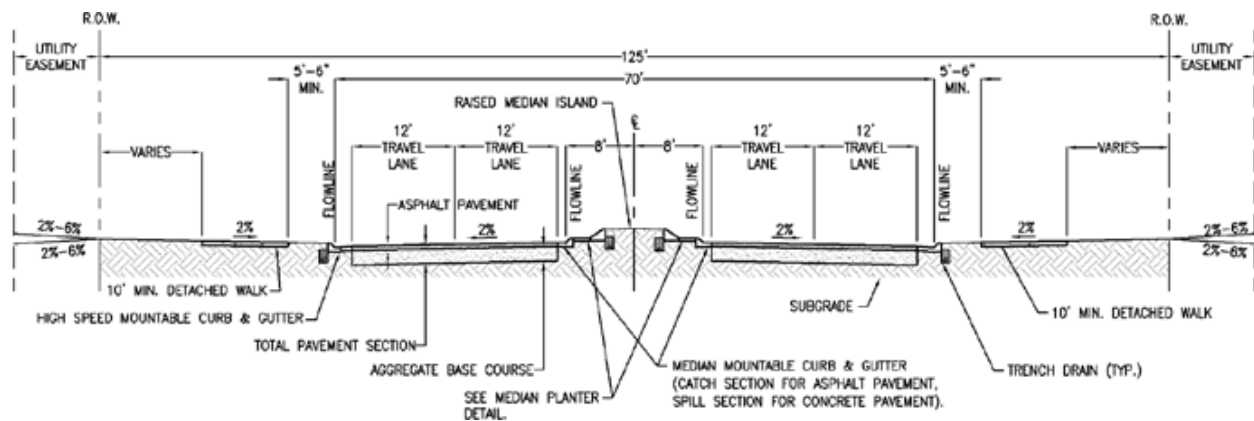 R.O.W.
R.O.W.
UTILITY
EASEMENT
125'
UTILITY
EASEMENT
5'-6"
MIN.
70'
5'-6"
MIN.
RAISED MEDIAN ISLAND
℄
12'
TRAVEL
LANE
12'
TRAVEL
LANE
8'
8'
12'
TRAVEL
LANE
12'
TRAVEL
LANE
VARIES
VARIES
FLOWLINE
FLOWLINE
FLOWLINE
FLOWLINE
ASPHALT PAVEMENT
2%-6%
2%-6%
2%
2%
2%
2%
2%-6%
2%-6%
10' MIN. DETACHED WALK
HIGH SPEED MOUNTABLE CURB & GUTTER
TOTAL PAVEMENT SECTION
AGGREGATE BASE COURSE
SEE MEDIAN PLANTER
DETAIL.
MEDIAN MOUNTABLE CURB & GUTTER
(CATCH SECTION FOR ASPHALT PAVEMENT,
SPILL SECTION FOR CONCRETE PAVEMENT).
SUBGRADE
10' MIN. DETACHED WALK
TRENCH DRAIN (TYP.)